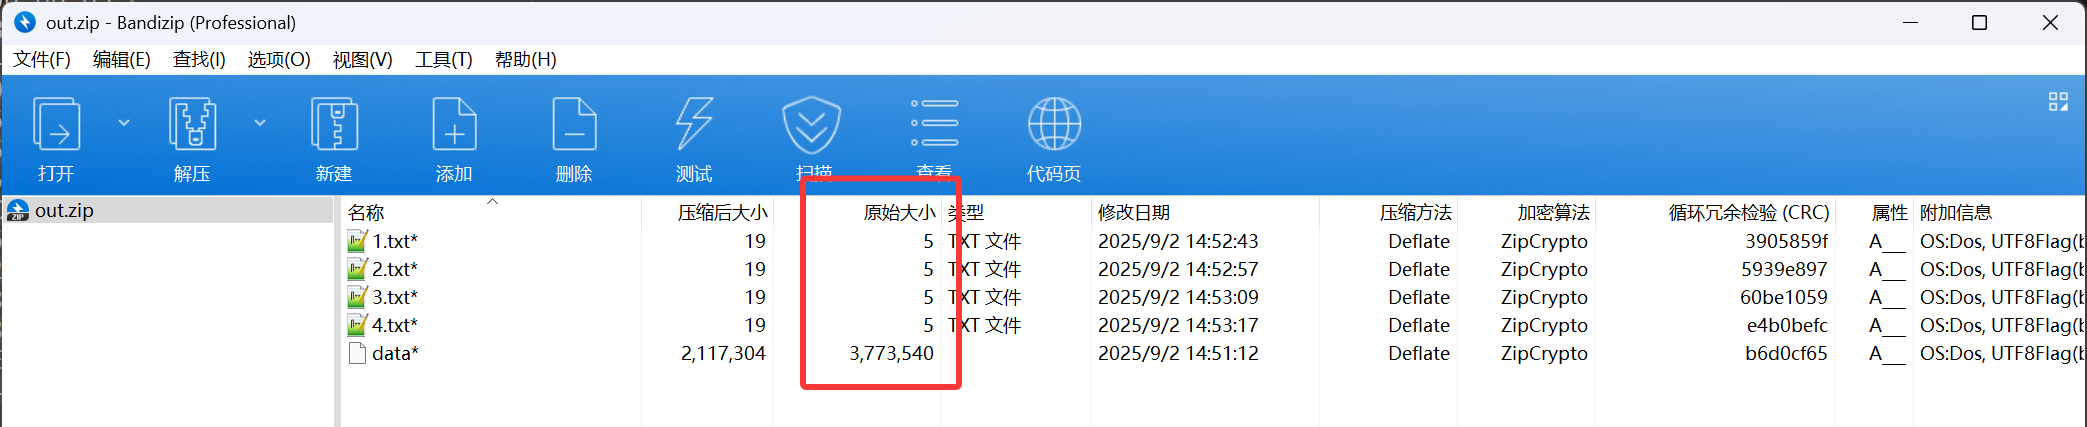 out.zip - Bandizip (Professional)
文件(F) 编辑(E) 查找(I) 选项(O) 视图(V) 工具(T) 帮助(H)
打开 解压 新建 添加 删除 测试 扫描 查看 代码页
out.zip
名称 压缩后大小 原始大小 类型 修改日期 压缩方法 加密算法 循环冗余检验 (CRC) 属性 附加信息
1.txt* 19 5 TXT 文件 2025/9/2 14:52:43 Deflate ZipCrypto 3905859f A__ OS:Dos, UTF8Flag(b
2.txt* 19 5 TXT 文件 2025/9/2 14:52:57 Deflate ZipCrypto 5939e897 A__ OS:Dos, UTF8Flag(b
3.txt* 19 5 TXT 文件 2025/9/2 14:53:09 Deflate ZipCrypto 60be1059 A__ OS:Dos, UTF8Flag(b
4.txt* 19 5 TXT 文件 2025/9/2 14:53:17 Deflate ZipCrypto e4b0befc A__ OS:Dos, UTF8Flag(b
data* 2,117,304 3,773,540 2025/9/2 14:51:12 Deflate ZipCrypto b6d0cf65 A__ OS:Dos, UTF8Flag(b